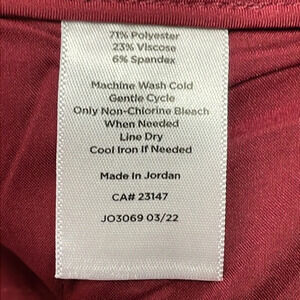 71% Polyester
23% Viscose
6% Spandex
Machine Wash Cold
Gentle Cycle
Only Non-Chlorine Bleach
When Needed
Line Dry
Cool Iron If Needed
Made in Jordan
CA# 23147
JO3069 03/22